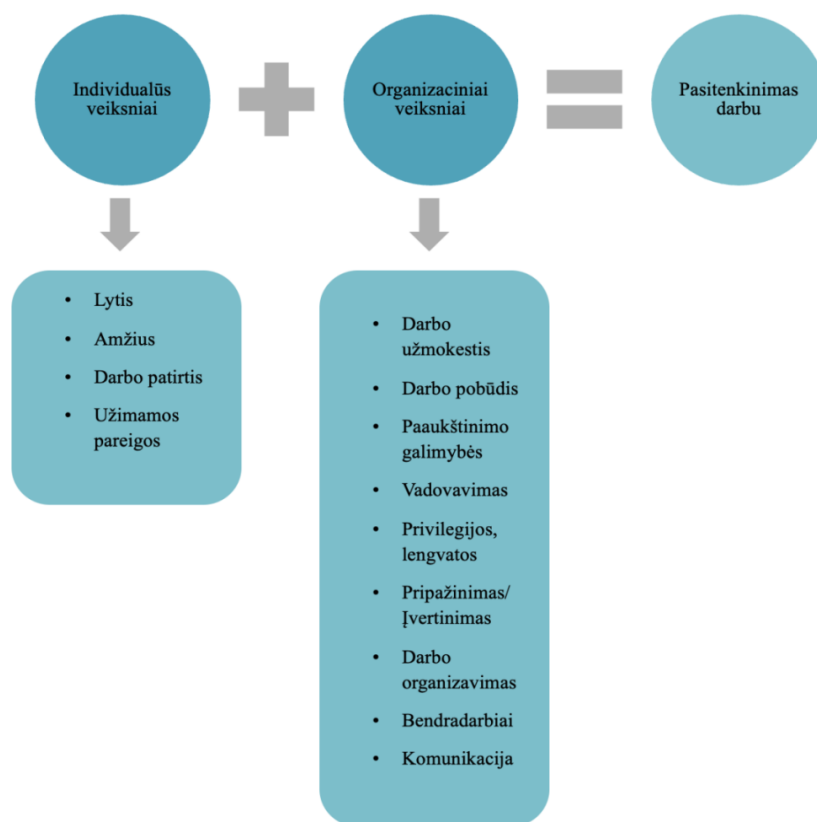 Individualūs
veiksniai
Organizaciniai
veiksniai
Pasitenkinimas
darbu
• Lytis
• Amžius
• Darbo patirtis
• Užimamos
pareigos
• Darbo
užmokestis
• Darbo pobūdis
• Paaukštinimo
galimybės
• Vadovavimas
• Privilegijos,
lengvatos
• Pripažinimas/
Įvertinimas
• Darbo
organizavimas
• Bendradarbiai
• Komunikacija